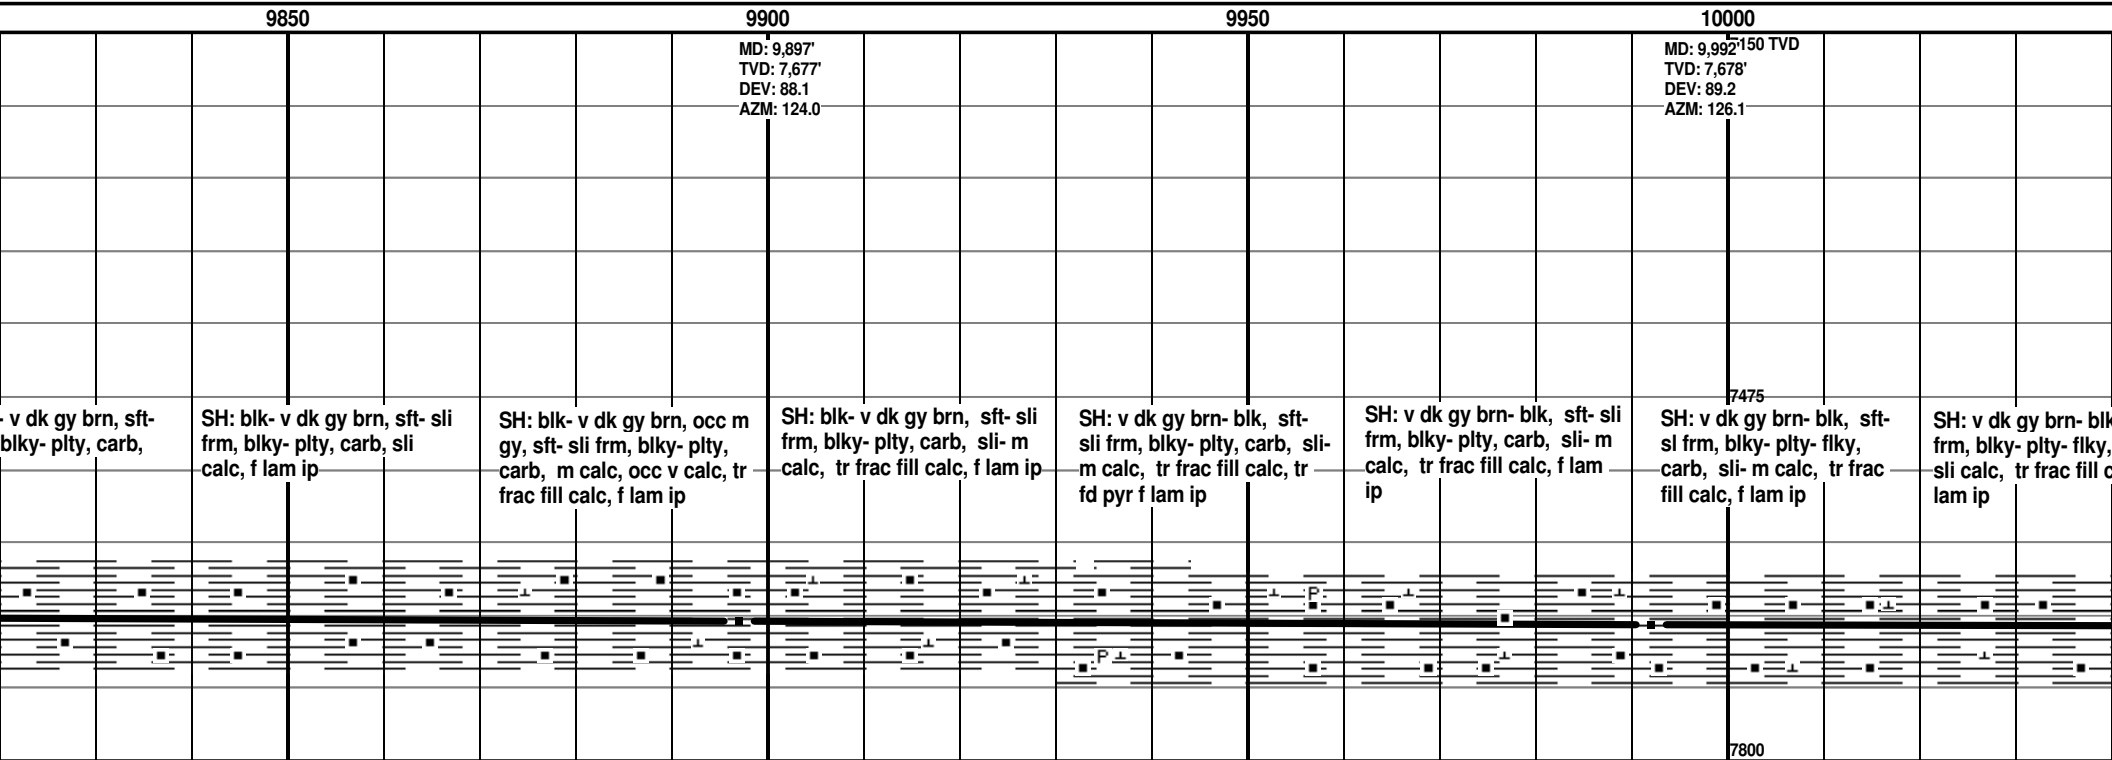 9850
9900
9950
10000
MD: 9,897'
TVD: 7,677'
DEV: 88.1
AZM: 124.0
MD: 9,992'
TVD: 7,678'
DEV: 89.2
AZM: 126.1
7150 TVD
7475
- v dk gy brn, sft-
blky- plty, carb,
SH: blk- v dk gy brn, sft- sli
frm, blky- plty, carb, sli
calc, f lam ip
SH: blk- v dk gy brn, occ m
gy, sft- sli frm, blky- plty,
carb, m calc, occ v calc, tr
frac fill calc, f lam ip
SH: blk- v dk gy brn, sft- sli
frm, blky- plty, carb, sli- m
calc, tr frac fill calc, f lam ip
SH: v dk gy brn- blk, sft-
sli frm, blky- plty, carb, sli-
m calc, tr frac fill calc, tr
fd pyr f lam ip
SH: v dk gy brn- blk, sft- sli
frm, blky- plty, carb, sli- m
calc, tr frac fill calc, f lam
ip
SH: v dk gy brn- blk, sft-
sl frm, blky- plty- flky,
carb, sli- m calc, tr frac
fill calc, f lam ip
SH: v dk gy brn- blk
frm, blky- plty- flky,
sli calc, tr frac fill c
lam ip
P
P
7800